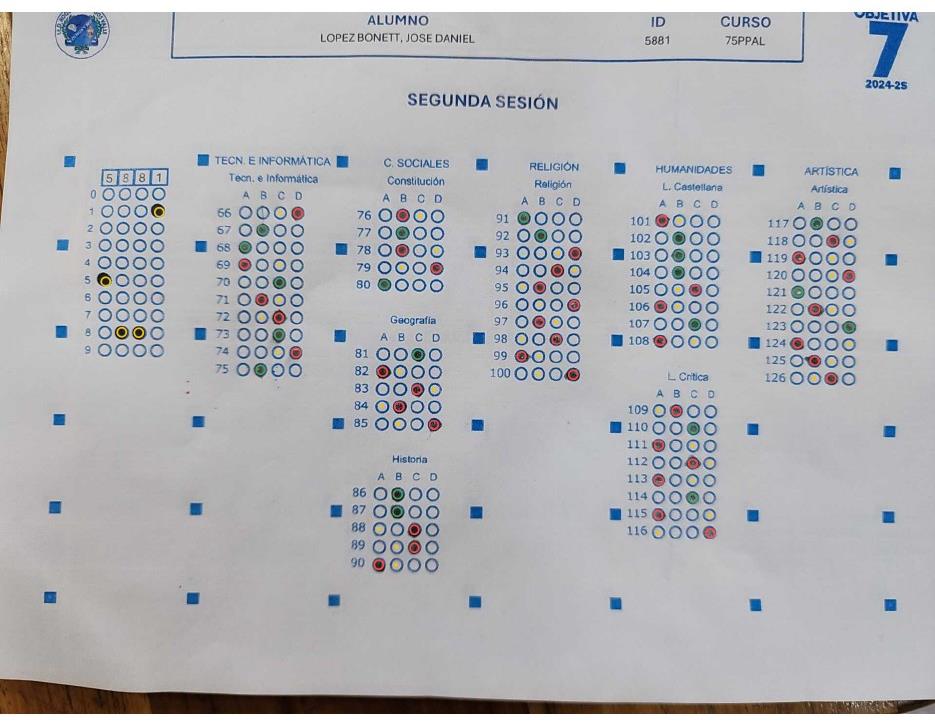 ALUMNO
LOPEZ BONETT, JOSE DANIEL
ID
5881
CURSO
75PPAL
OBJETIVA
7
2024-2S
SEGUNDA SESIÓN
5 8 8 1
0
1
2
3
4
5
6
7
8
9
TECN. E INFORMÁTICA
Tecn. e Informática
A B C D
66
67
68
69
70
71
72
73
74
75
C. SOCIALES
Constitución
A B C D
76
77
78
79
80
Geografía
A B C D
81
82
83
84
85
Historia
A B C D
86
87
88
89
90
RELIGIÓN
Religión
A B C D
91
92
93
94
95
96
97
98
99
100
HUMANIDADES
L. Castellana
A B C D
101
102
103
104
105
106
107
108
L. Crítica
A B C D
109
110
111
112
113
114
115
116
ARTÍSTICA
Artística
A B C D
117
118
119
120
121
122
123
124
125
126